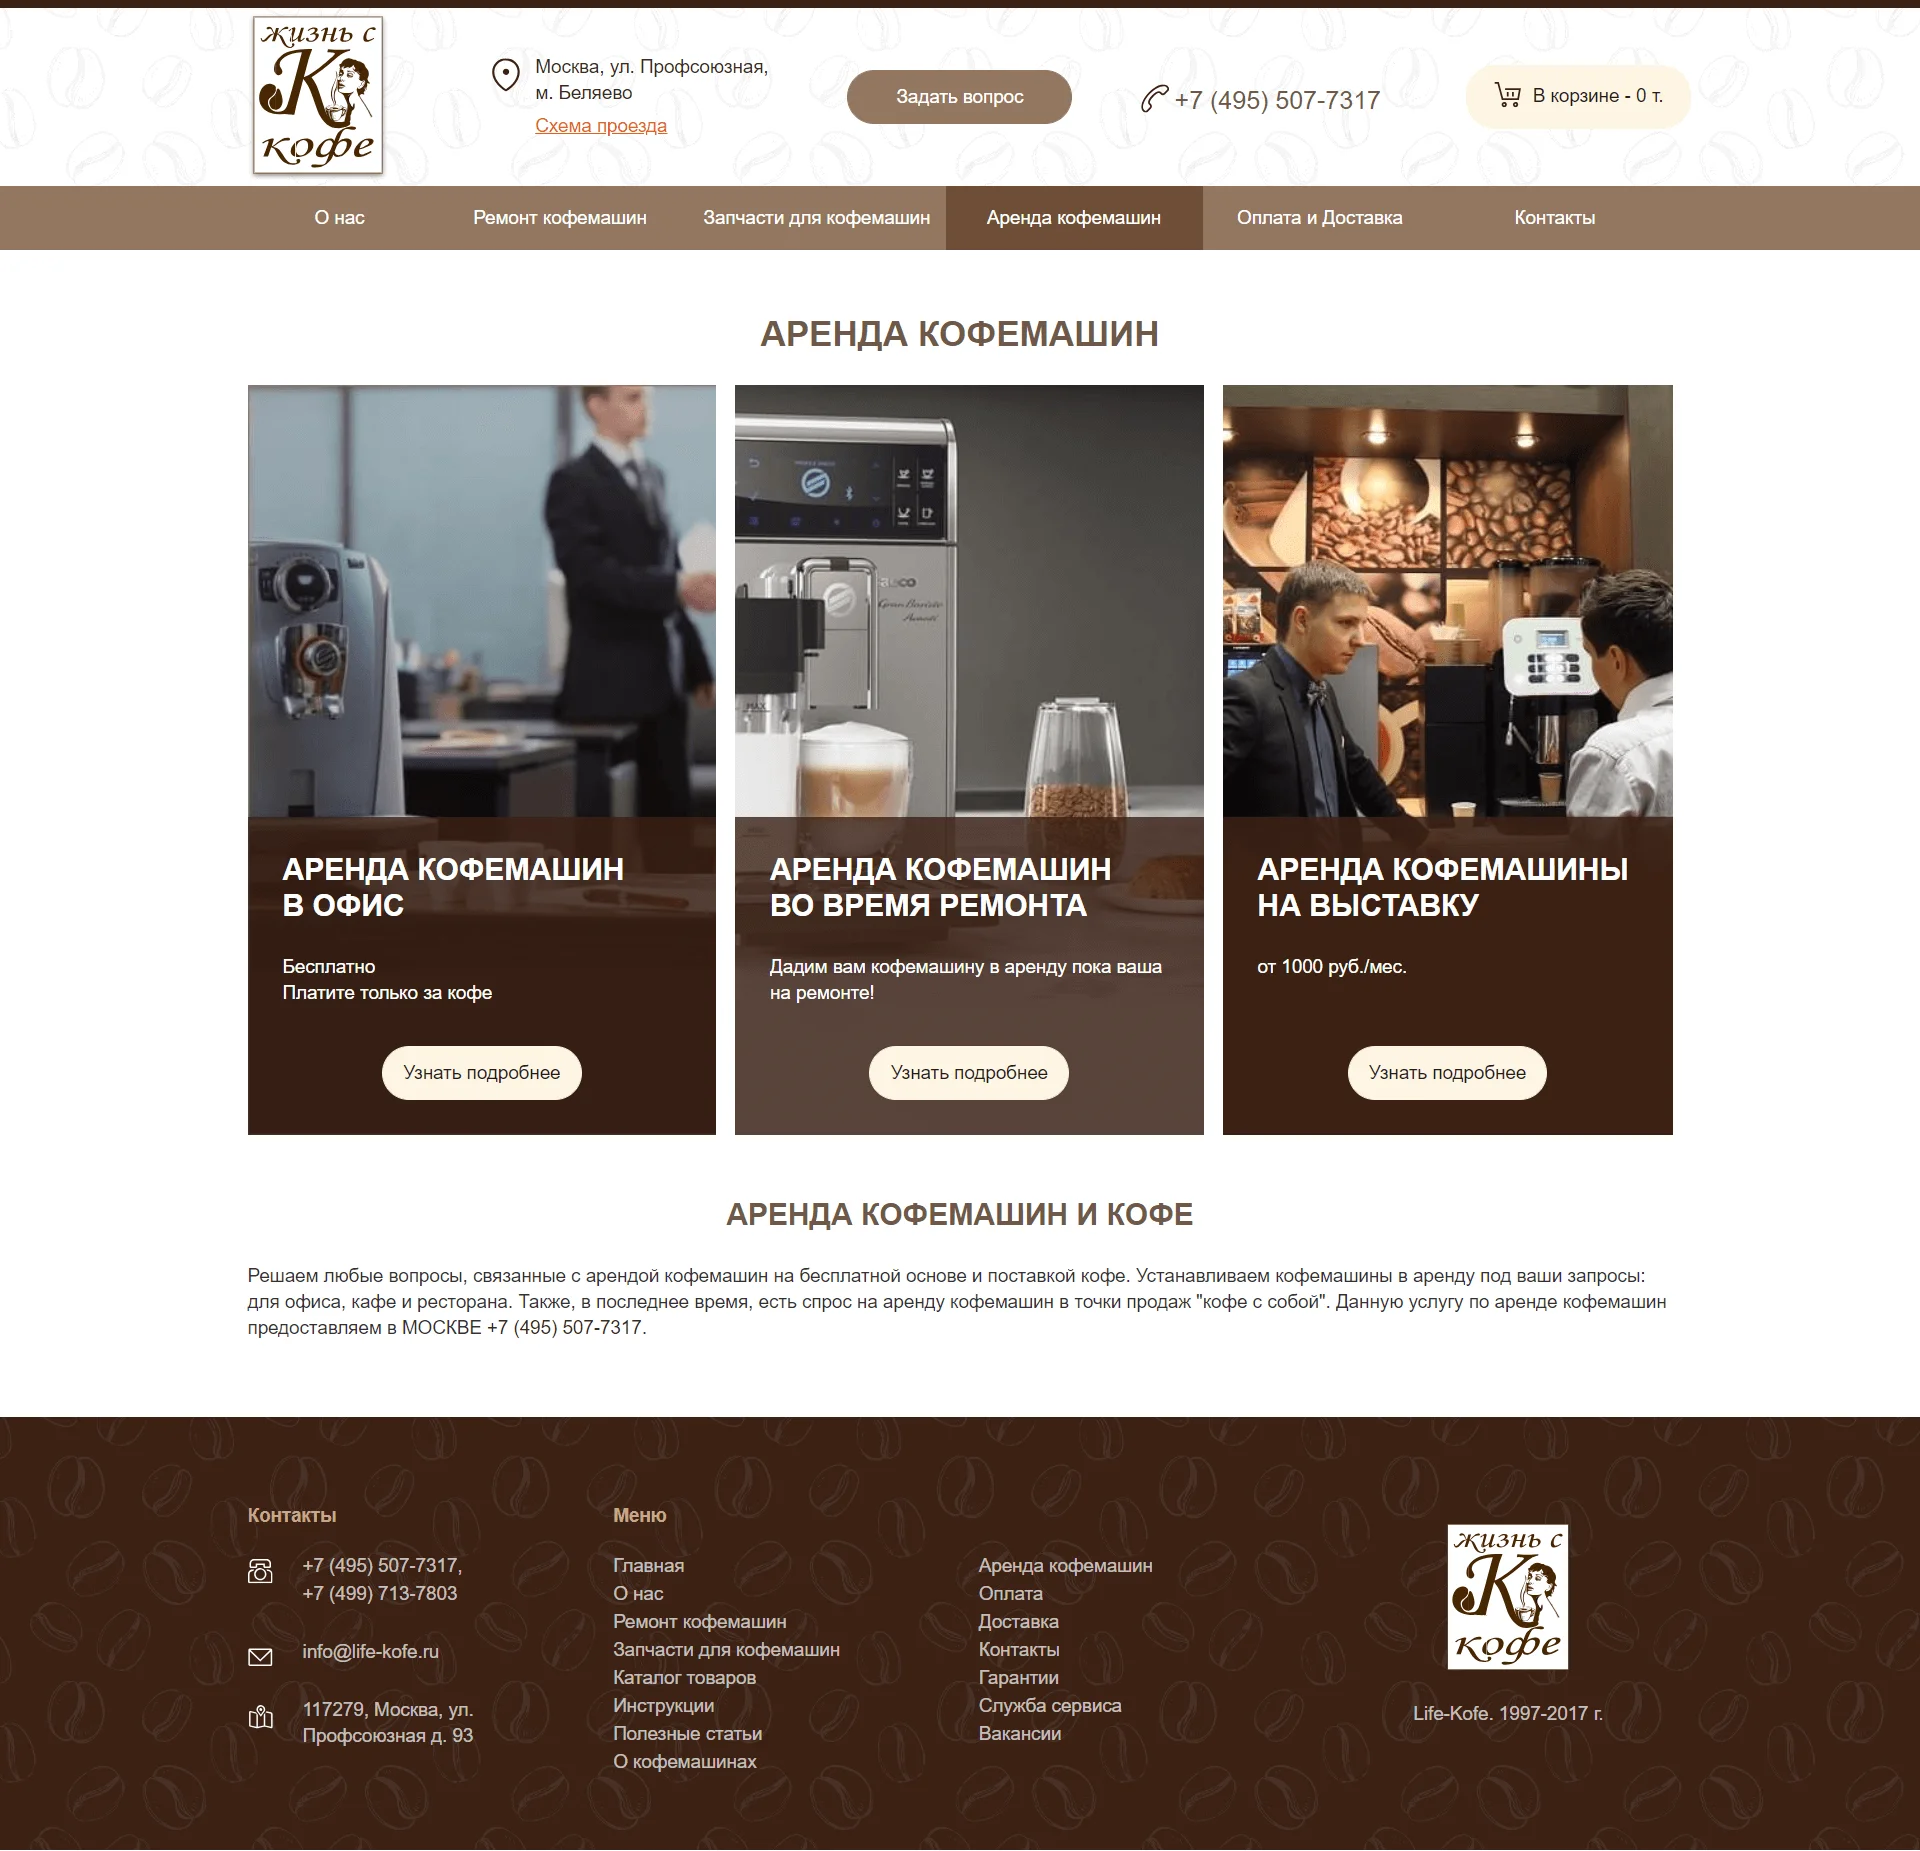 жизнь с
К
кофе
Москва, ул. Профсоюзная,
м. Беляево
Схема проезда
Задать вопрос
+7 (495) 507-7317
В корзине - 0 т.
О нас
Ремонт кофемашин
Запчасти для кофемашин
Аренда кофемашин
Оплата и Доставка
Контакты
АРЕНДА КОФЕМАШИН
MAX
АРЕНДА КОФЕМАШИН
В ОФИС
Бесплатно
Платите только за кофе
Узнать подробнее
АРЕНДА КОФЕМАШИН
ВО ВРЕМЯ РЕМОНТА
Дадим вам кофемашину в аренду пока ваша
на ремонте!
Узнать подробнее
АРЕНДА КОФЕМАШИНЫ
НА ВЫСТАВКУ
от 1000 руб./мес.
Узнать подробнее
АРЕНДА КОФЕМАШИН И КОФЕ
Решаем любые вопросы, связанные с арендой кофемашин на бесплатной основе и поставкой кофе. Устанавливаем кофемашины в аренду под ваши запросы:
для офиса, кафе и ресторана. Также, в последнее время, есть спрос на аренду кофемашин в точки продаж "кофе с собой". Данную услугу по аренде кофемашин
предоставляем в МОСКВЕ +7 (495) 507-7317.
Контакты
+7 (495) 507-7317,
+7 (499) 713-7803
info@life-kofe.ru
117279, Москва, ул.
Профсоюзная д. 93
Меню
Главная
О нас
Ремонт кофемашин
Запчасти для кофемашин
Каталог товаров
Инструкции
Полезные статьи
О кофемашинах
Аренда кофемашин
Оплата
Доставка
Контакты
Гарантии
Служба сервиса
Вакансии
жизнь с
К
кофе
Life-Kofe. 1997-2017 г.